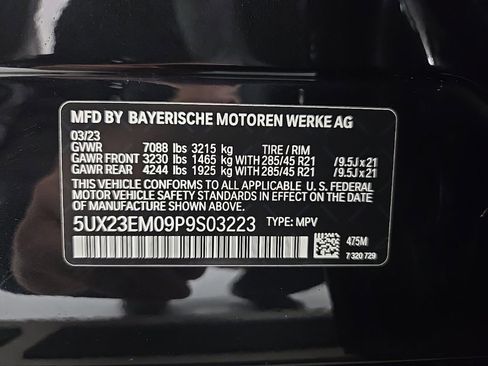 MFD BY BAYERISCHE MOTOREN WERKE AG
03/23
GVWR 7088 lbs 3215 kg TIRE / RIM
GAWR FRONT 3230 lbs 1465 kg WITH 285/45 R21 / 9.5J x 21
GAWR REAR 4244 lbs 1925 kg WITH 285/45 R21 / 9.5J x 21
THIS VEHICLE CONFORMS TO ALL APPLICABLE U. S. FEDERAL
MOTOR VEHICLE SAFETY STANDARDS IN EFFECT ON THE DATE
OF MANUFACTURE SHOWN ABOVE.
5UX23EM09P9S03223 TYPE: MPV
475M
7 320 729